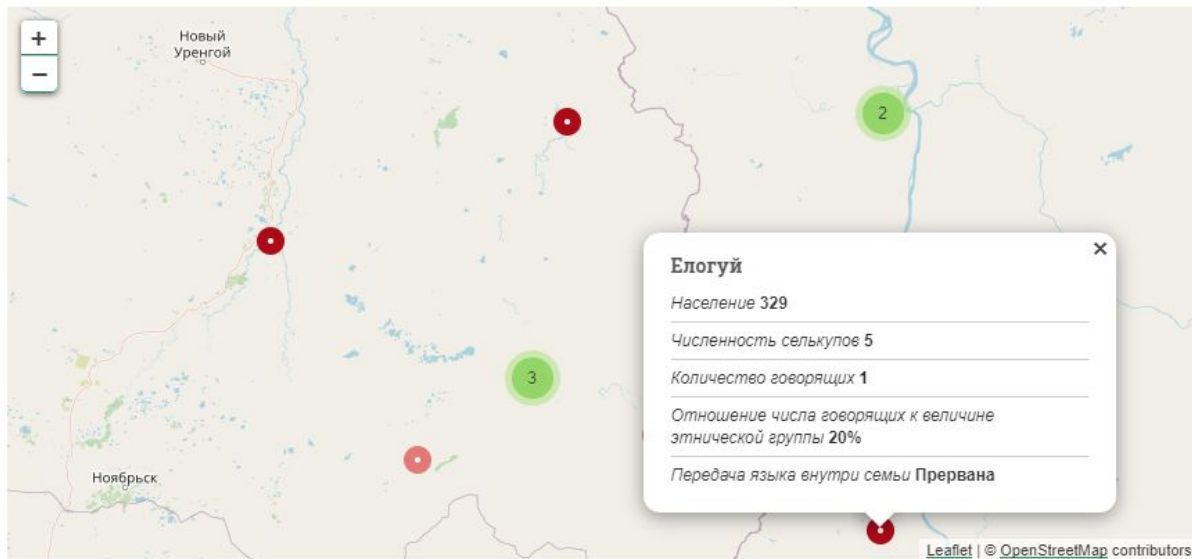 +
−
Новый
Уренгой
2
Елогуй
×
Население 329
Численность селькупов 5
Количество говорящих 1
Отношение числа говорящих к величине
этнической группы 20%
Передача языка внутри семьи Прервана
3
Ноябрьск
Leaflet | © OpenStreetMap contributors